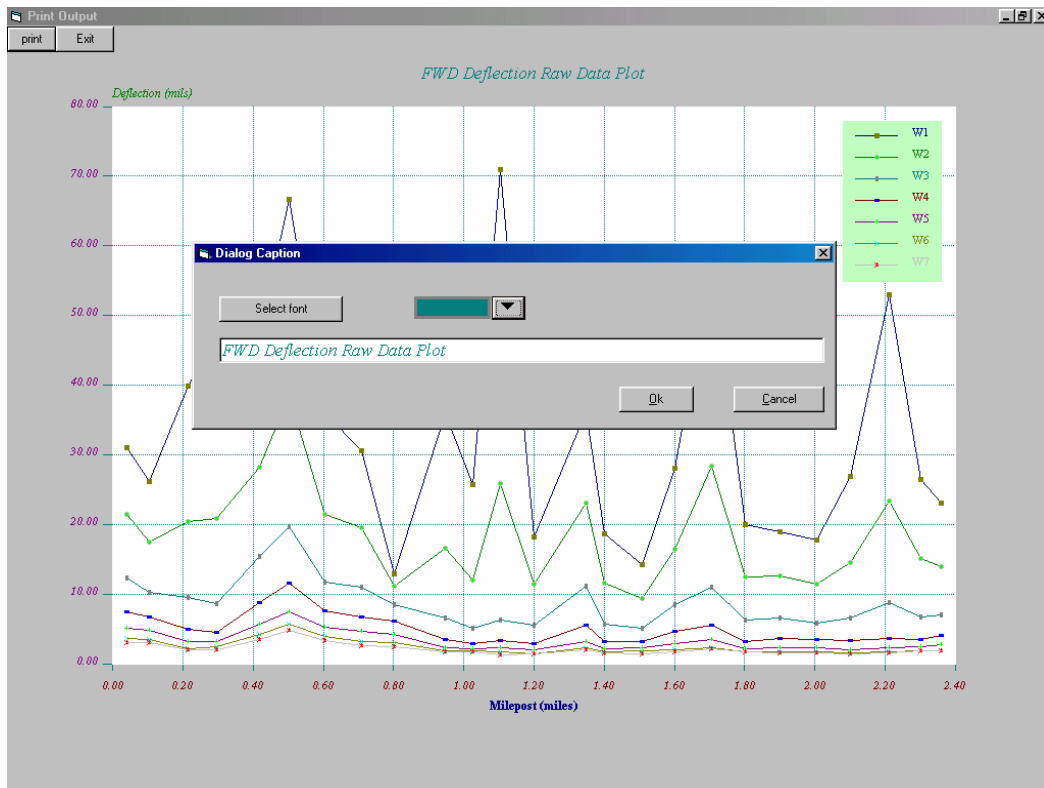 Print Output
print Exit
FWD Deflection Raw Data Plot
Deflection (mils)
80.00
70.00
60.00
50.00
40.00
30.00
20.00
10.00
0.00
W1
W2
W3
W4
W5
W6
W7
Dialog Caption
Select font
FWD Deflection Raw Data Plot
Ok Cancel
0.00 0.20 0.40 0.60 0.80 1.00 1.20 1.40 1.60 1.80 2.00 2.20 2.40
Milepost (miles)